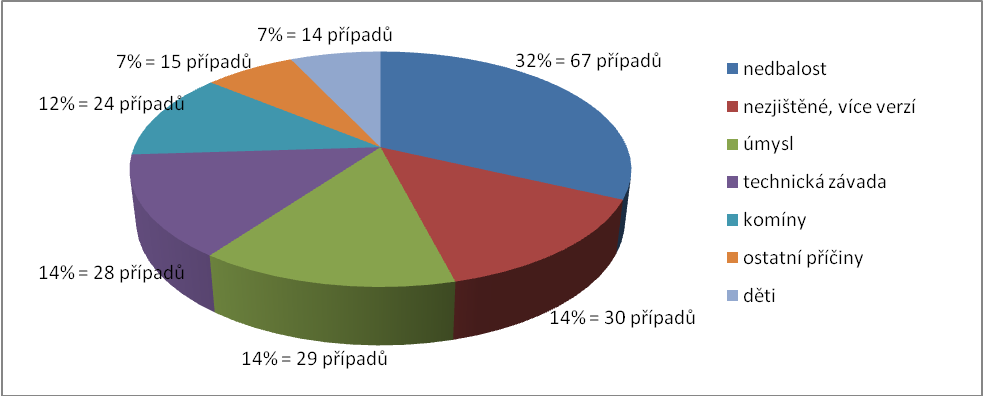 7% = 14 případů
7% = 15 případů
32% = 67 případů
12% = 24 případů
14% = 28 případů
14% = 30 případů
14% = 29 případů
nedbalost
nezjištěné, více verzí
úmysl
technická závada
komíny
ostatní příčiny
děti